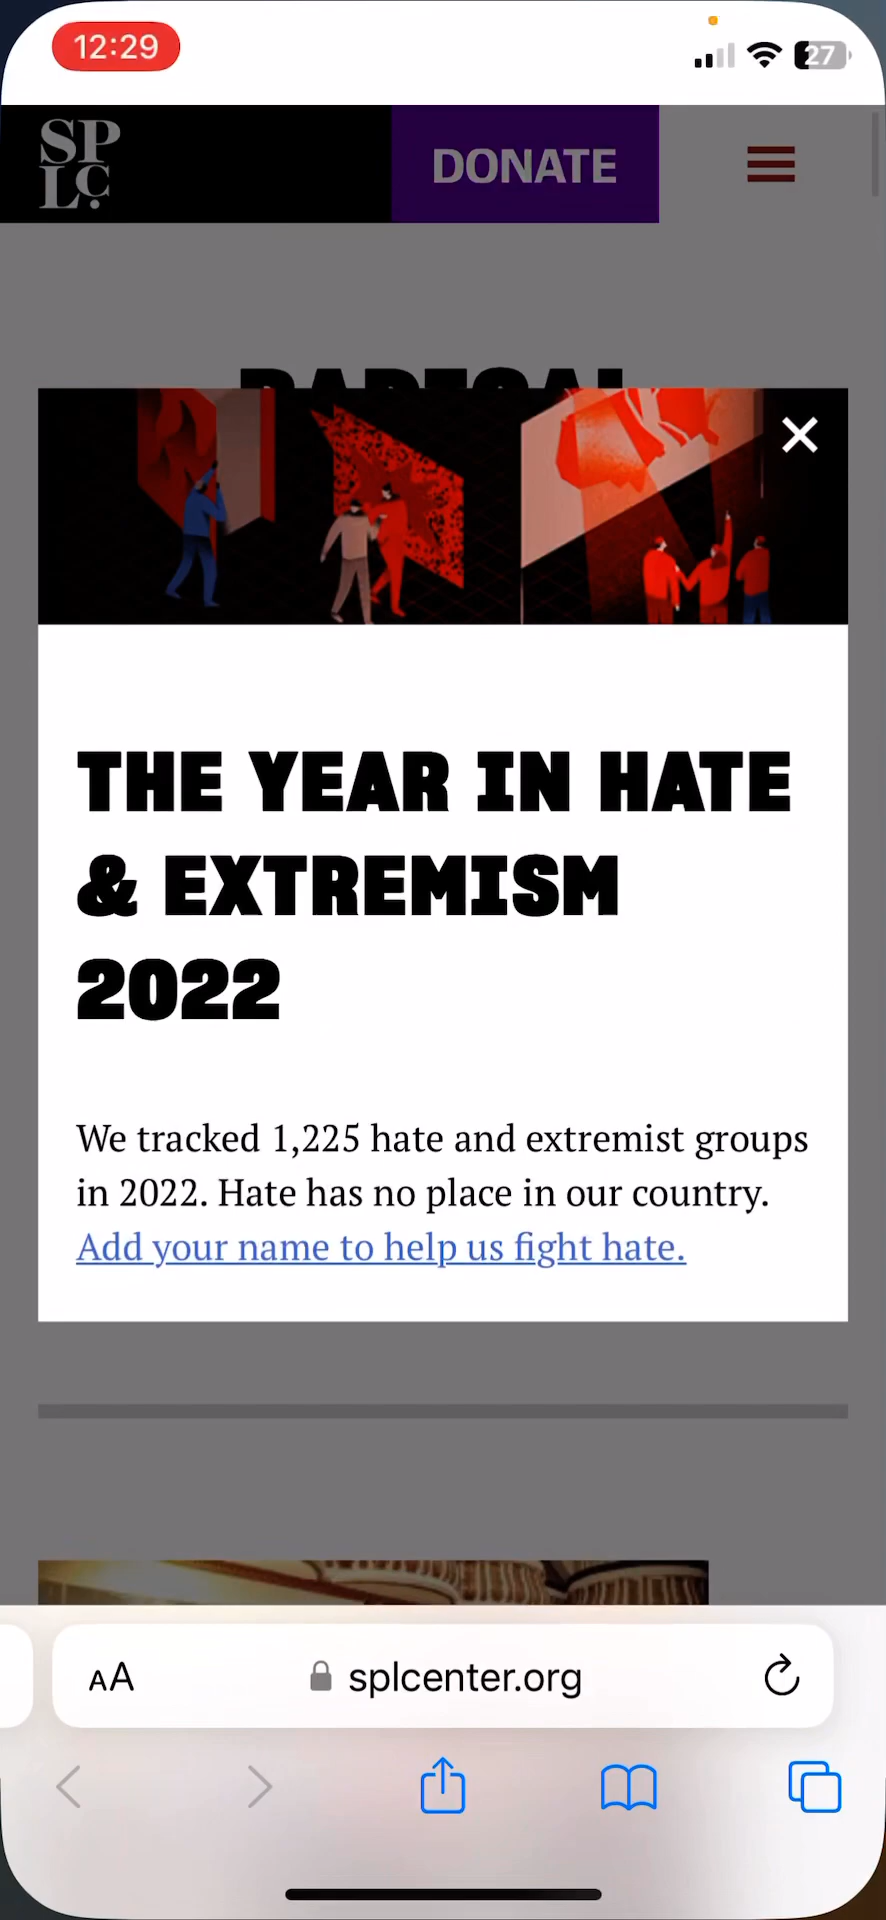 12:29
27
SP
LC
DONATE
RADICAL
THE YEAR IN HATE
& EXTREMISM
2022
We tracked 1,225 hate and extremist groups
in 2022. Hate has no place in our country.
Add your name to help us fight hate.
AA
splcenter.org